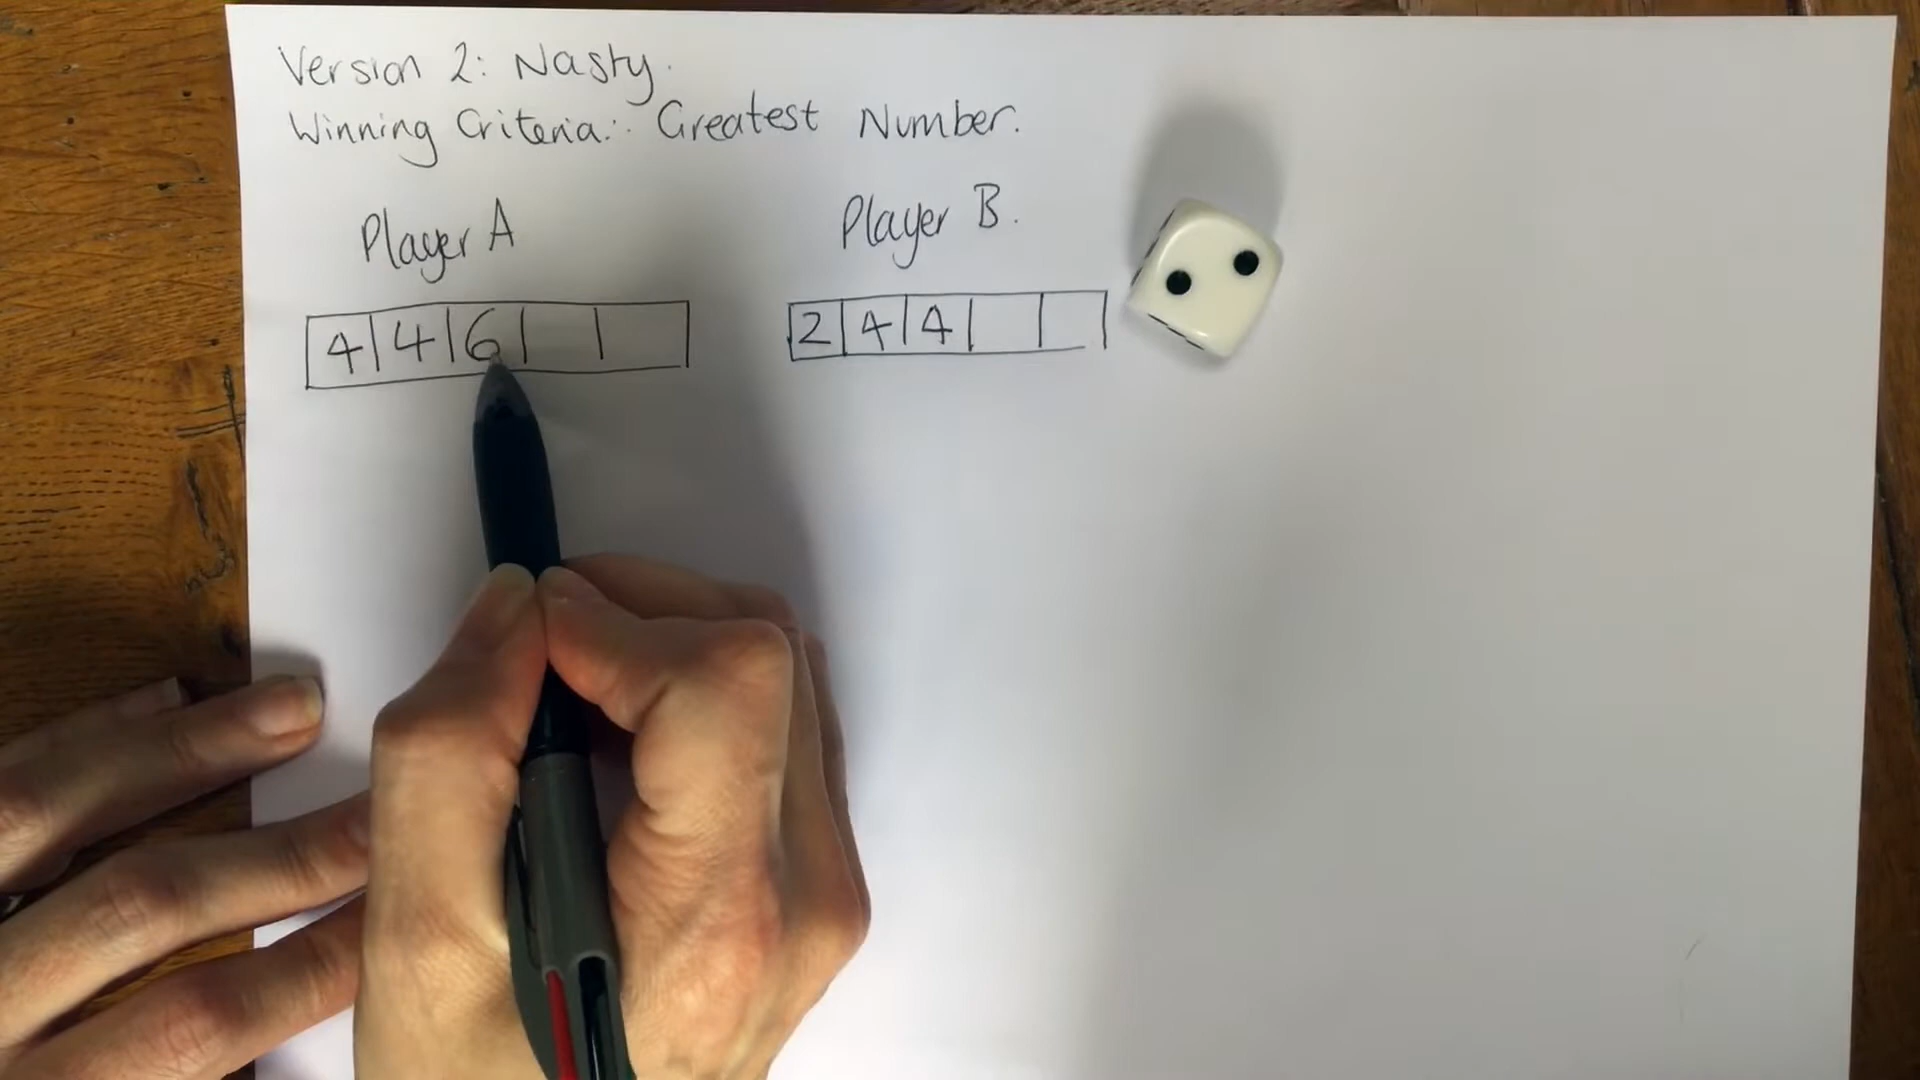 Version 2: Nasty.
Winning Criteria: Greatest Number.
Player A
Player B.
4 4 6
2 4 4